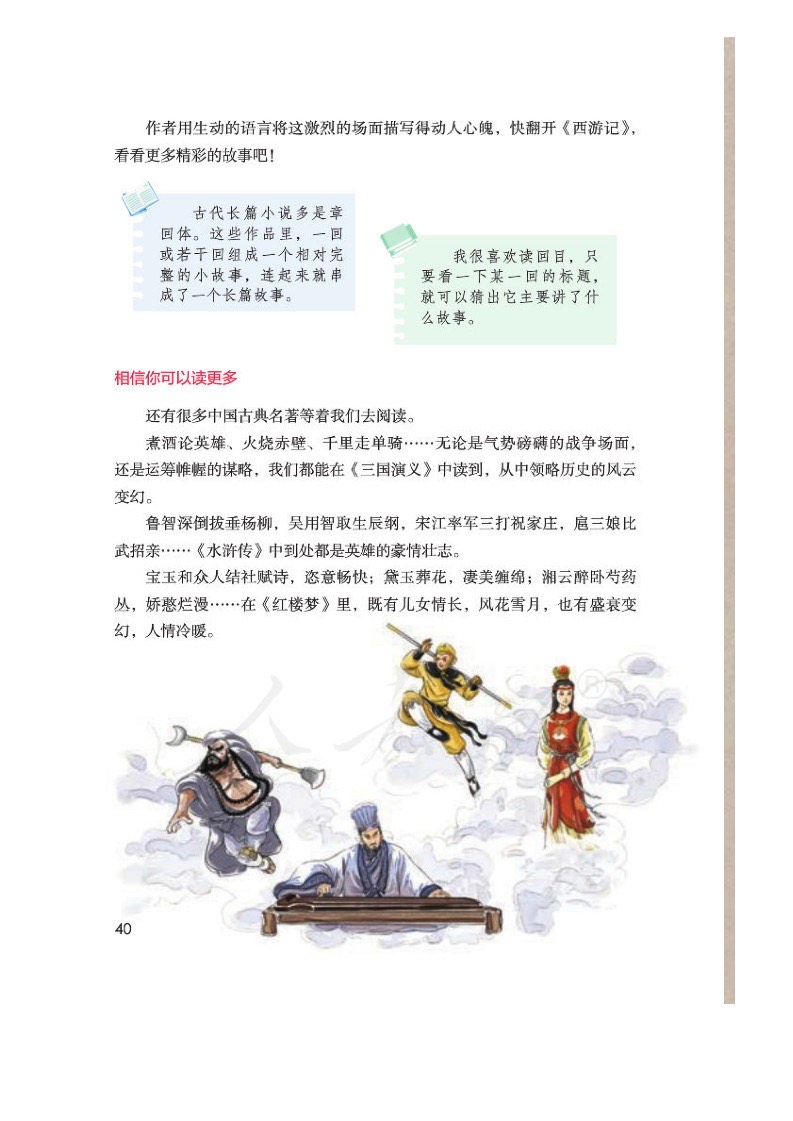 作者用生动的语言将这激烈的场面描写得动人心魄，快翻开《西游记》，
看看更多精彩的故事吧！
古代长篇小说多是章
回体。这些作品里，一回
或若干回组成一个相对完
整的小故事，连起来就串
成了一个长篇故事。
我很喜欢读回目，只
要看一下某一回的标题，
就可以猜出它主要讲了什
么故事。
相信你可以读更多
还有很多中国古典名著等着我们去阅读。
煮酒论英雄、火烧赤壁、千里走单骑……无论是气势磅礴的战争场面，
还是运筹帷幄的谋略，我们都能在《三国演义》中读到，从中领略历史的风云
变幻。
鲁智深倒拔垂杨柳，吴用智取生辰纲，宋江率军三打祝家庄，扈三娘比
武招亲……《水浒传》中到处都是英雄的豪情壮志。
宝玉和众人结社赋诗，恣意畅快；黛玉葬花，凄美缠绵；湘云醉卧芍药
丛，娇憨烂漫……在《红楼梦》里，既有儿女情长，风花雪月，也有盛衰变
幻，人情冷暖。
40